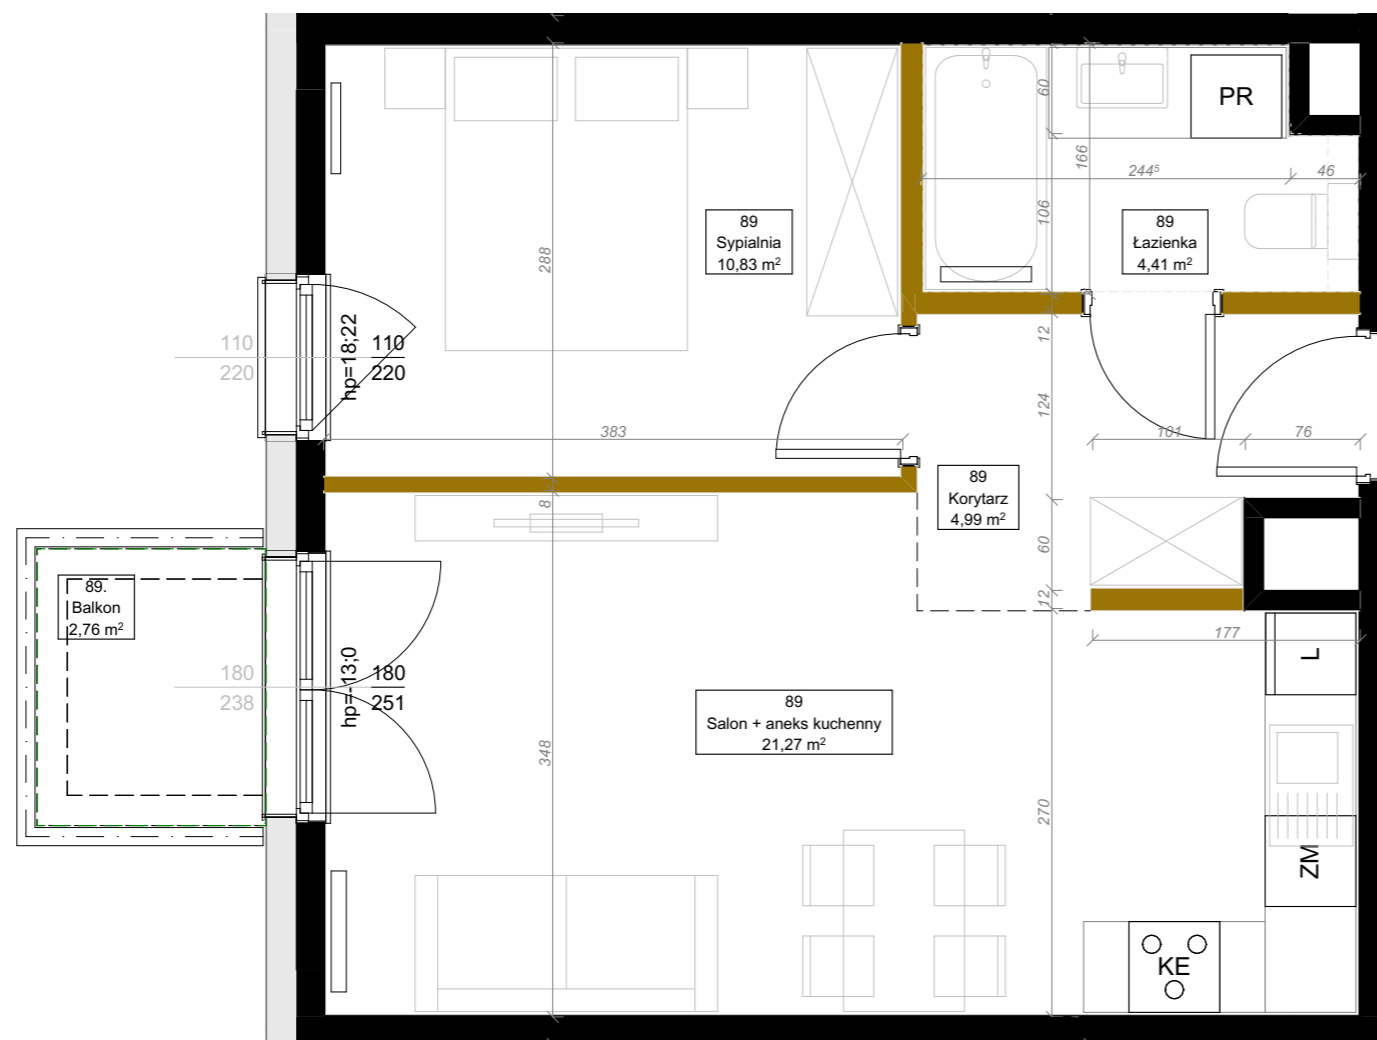 60
PR
166
244⁵
46
106
89
Sypialnia
10,83 m²
89
Łazienka
4,41 m²
288
110
220
hp=18;22
110
220
12
124
383
101
76
89
Korytarz
4,99 m²
8
60
12
177
89.
Balkon
2,76 m²
180
238
hp=-13;0
180
251
89
Salon + aneks kuchenny
21,27 m²
L
348
270
ZM
KE